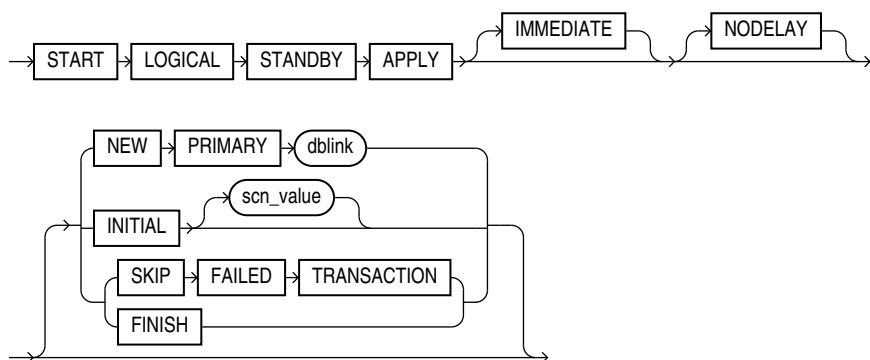 IMMEDIATE NODELAY
START LOGICAL STANDBY APPLY
NEW PRIMARY dblink
scn_value
INITIAL
SKIP FAILED TRANSACTION
FINISH